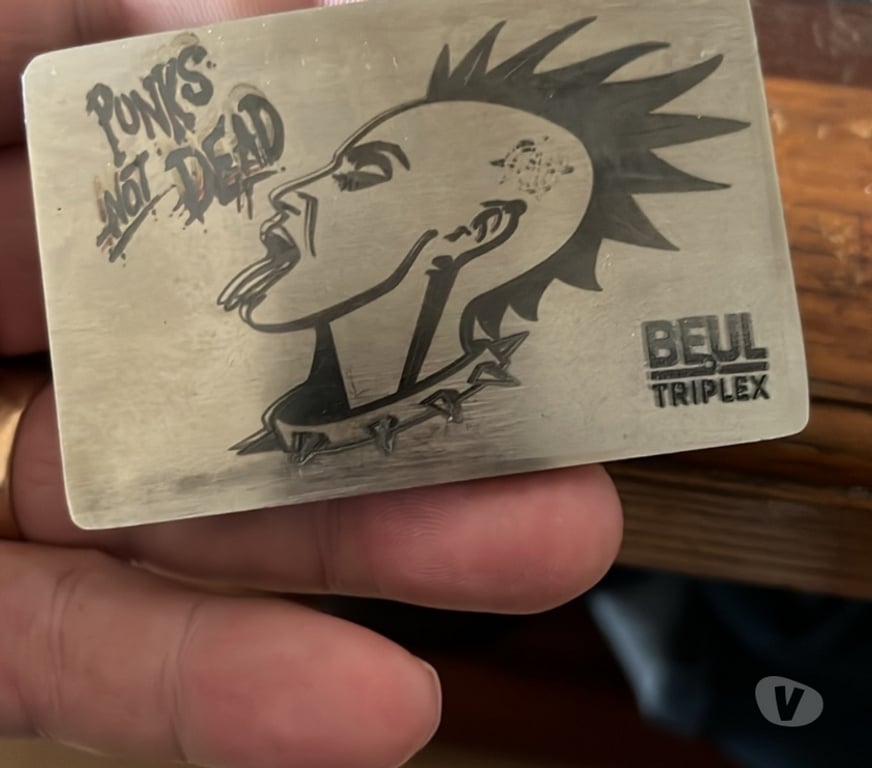 PUNKS
NOT DEAD
BEUL
TRIPLEX
V